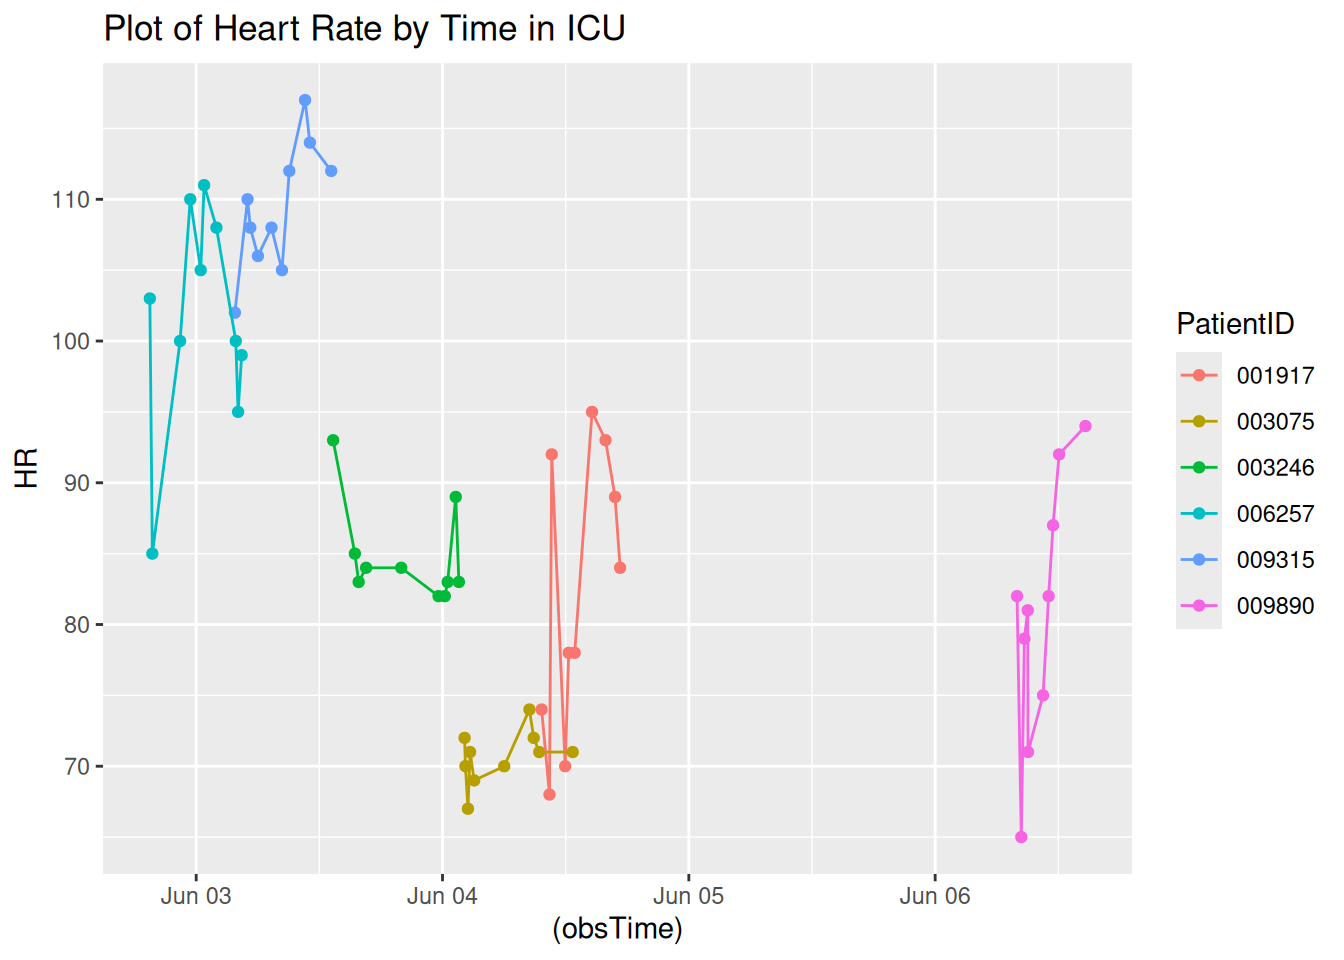 Plot of Heart Rate by Time in ICU
110
100
90
80
70
HR
Jun 03
Jun 04
Jun 05
Jun 06
(obsTime)
PatientID
001917
003075
003246
006257
009315
009890